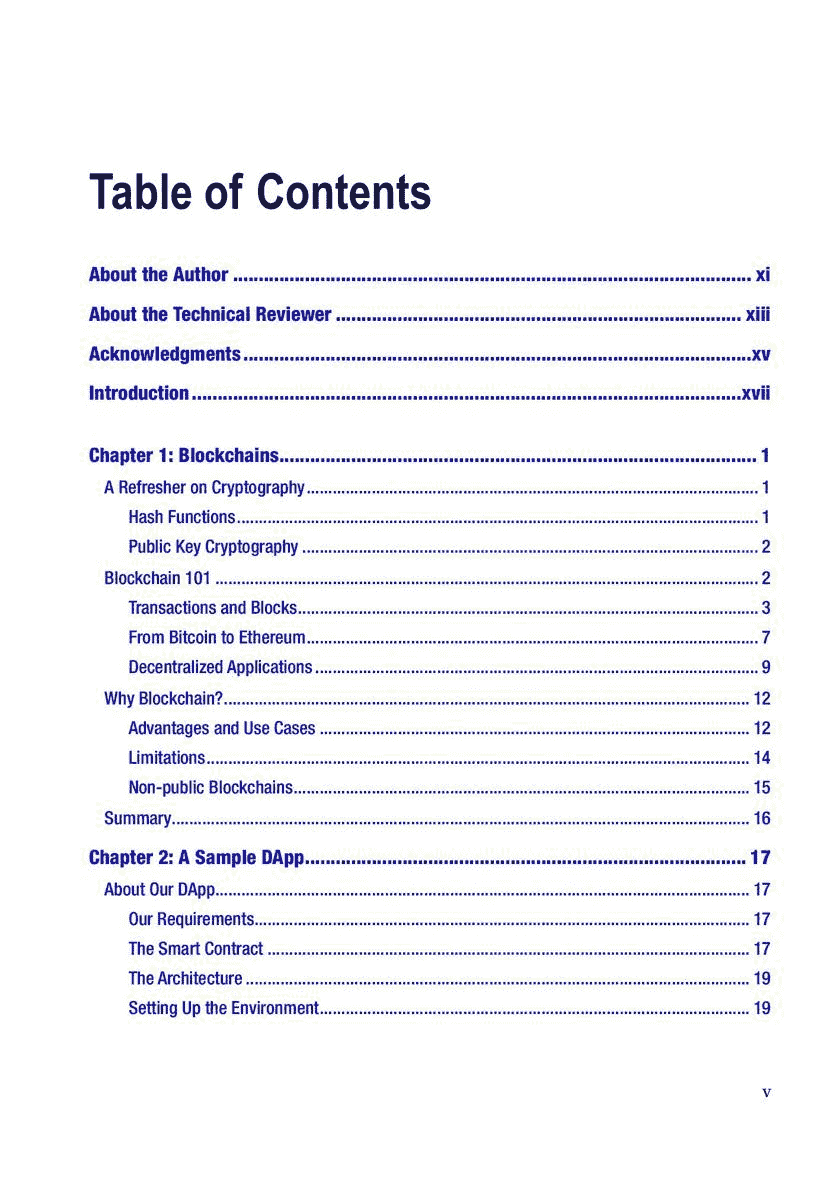 Table of Contents
About the Author ..................................................................................................... xi
About the Technical Reviewer ............................................................................... xiii
Acknowledgments...................................................................................................xv
Introduction...........................................................................................................xvii
Chapter 1: Blockchains............................................................................................. 1
A Refresher on Cryptography........................................................................................................ 1
Hash Functions........................................................................................................................ 1
Public Key Cryptography ......................................................................................................... 2
Blockchain 101 ............................................................................................................................. 2
Transactions and Blocks.......................................................................................................... 3
From Bitcoin to Ethereum........................................................................................................ 7
Decentralized Applications...................................................................................................... 9
Why Blockchain?......................................................................................................................... 12
Advantages and Use Cases ................................................................................................... 12
Limitations............................................................................................................................. 14
Non-public Blockchains......................................................................................................... 15
Summary..................................................................................................................................... 16
Chapter 2: A Sample DApp...................................................................................... 17
About Our DApp........................................................................................................................... 17
Our Requirements.................................................................................................................. 17
The Smart Contract ............................................................................................................... 17
The Architecture .................................................................................................................... 19
Setting Up the Environment................................................................................................... 19
v